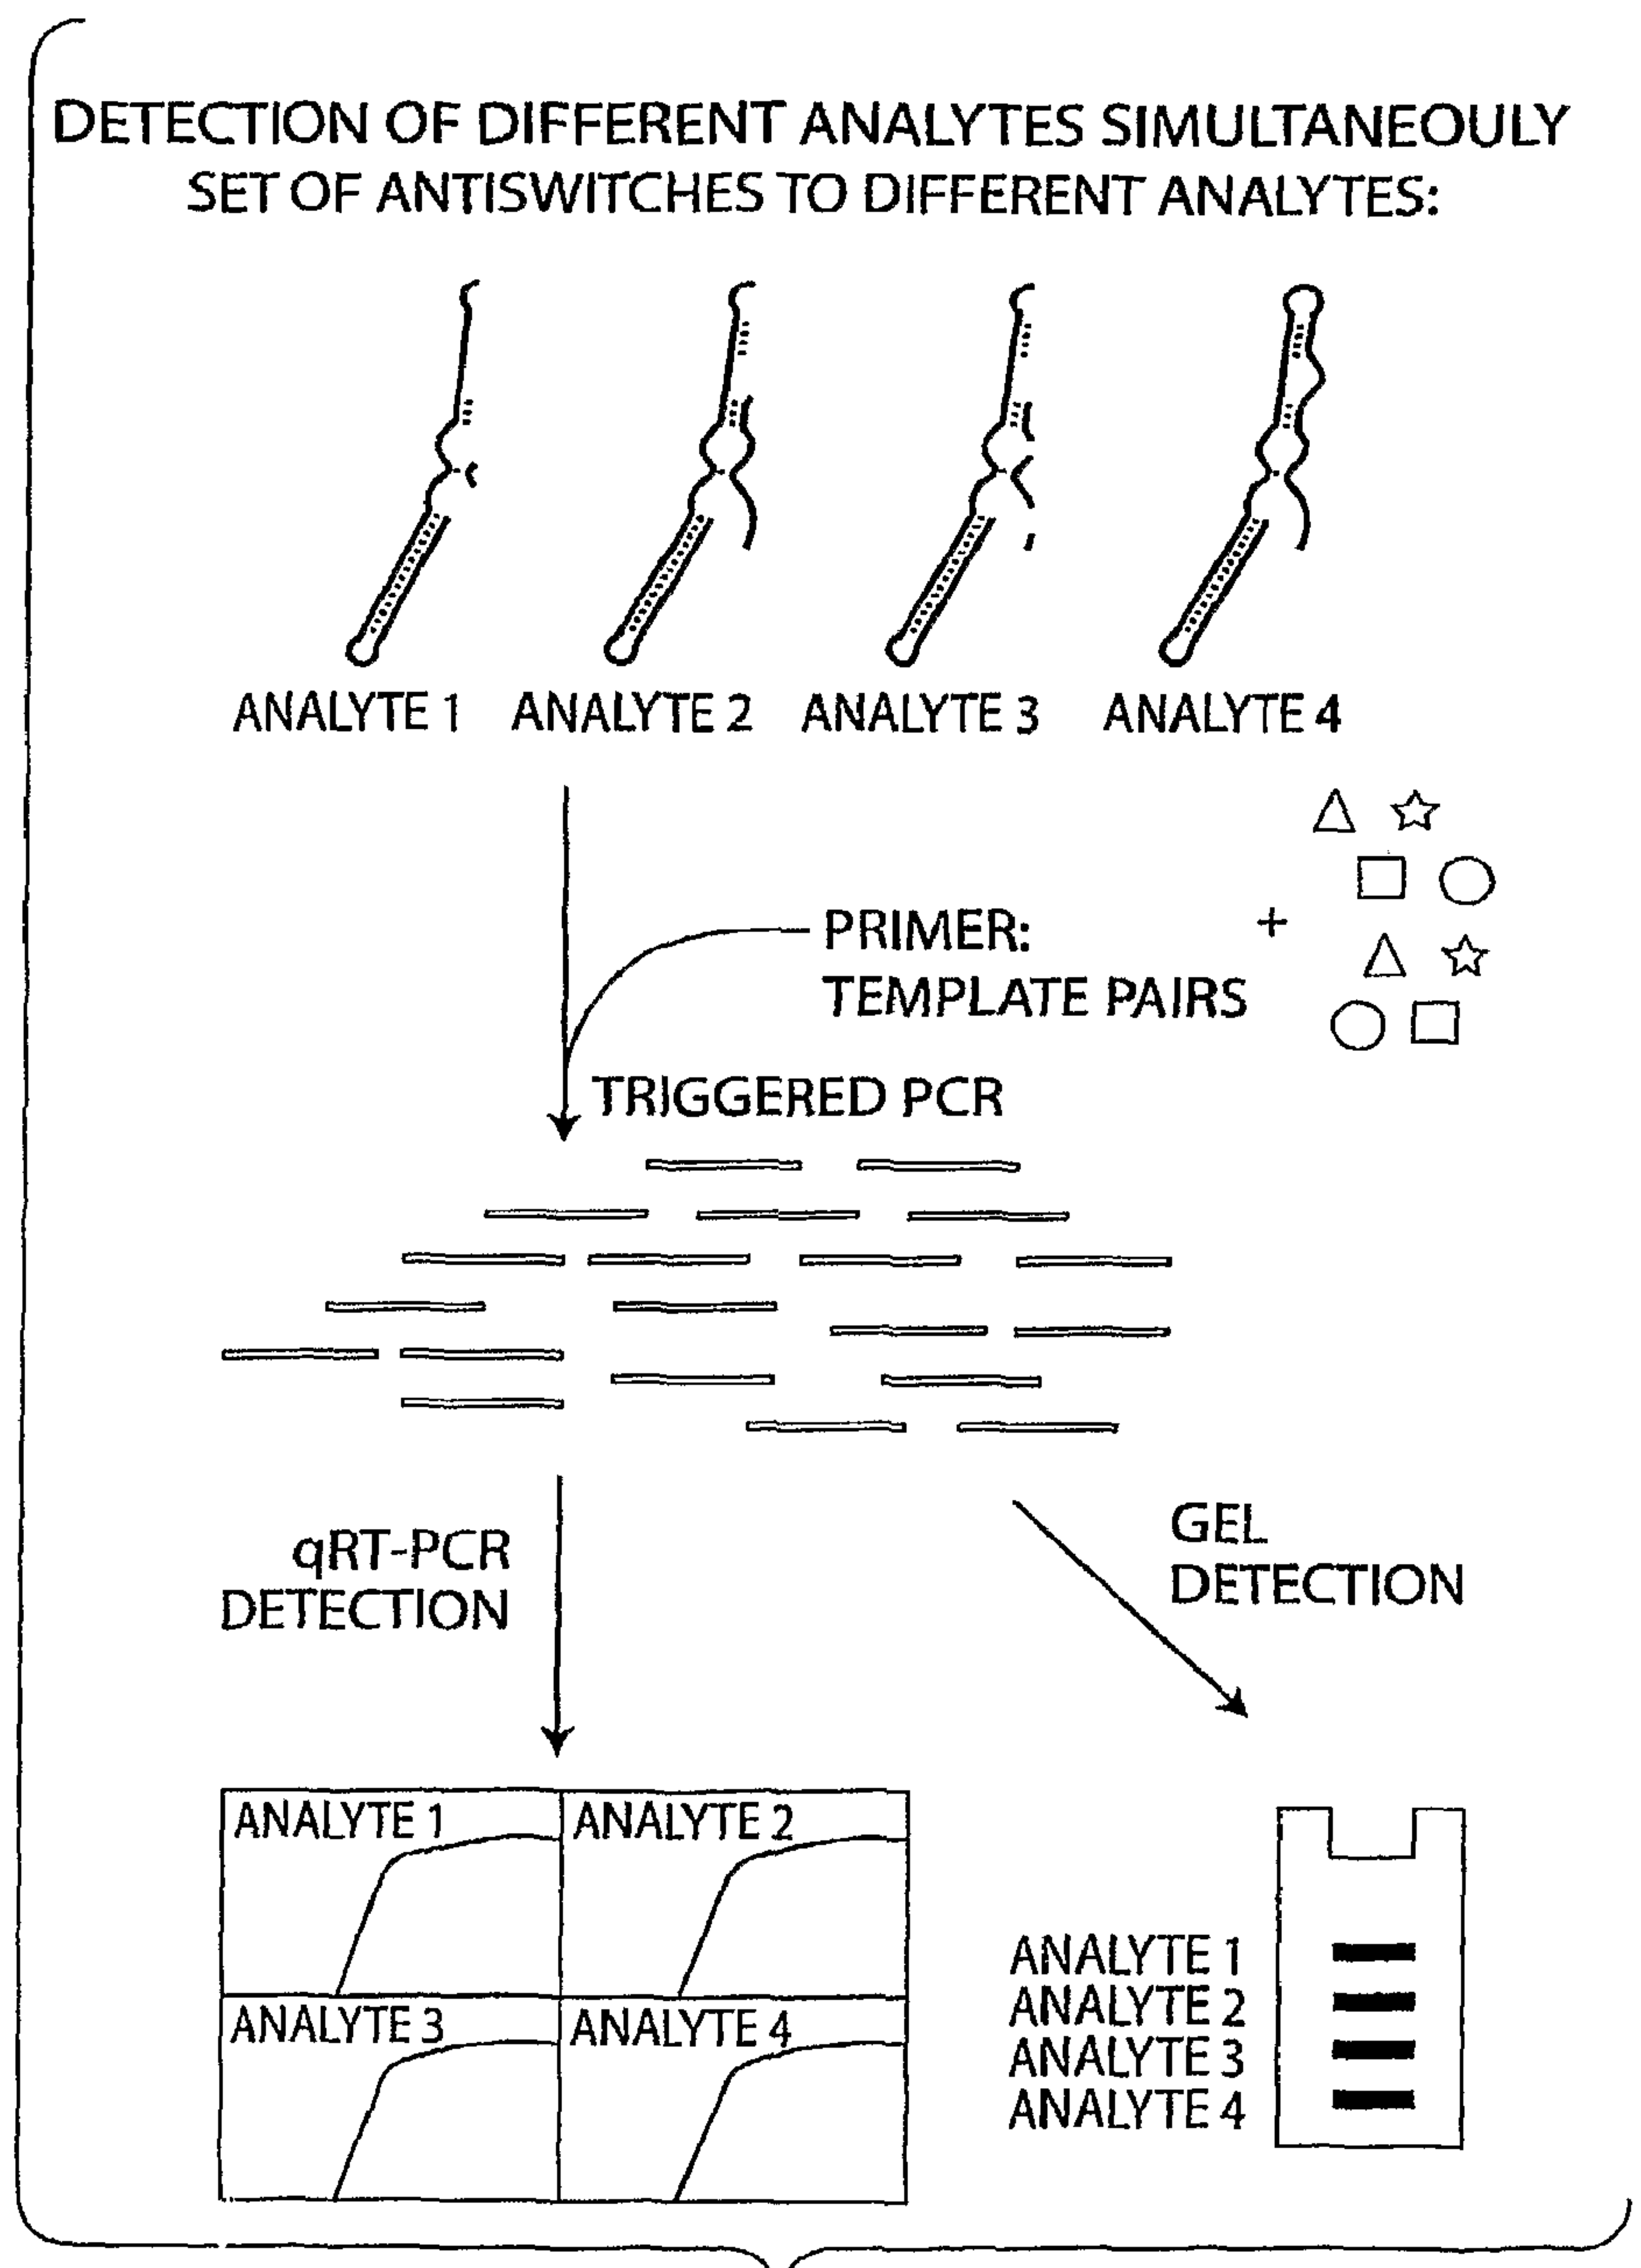 DETECTION OF DIFFERENT ANALYTES SIMULTANEOULY
SET OF ANTISWITCHES TO DIFFERENT ANALYTES:
ANALYTE 1 ANALYTE 2 ANALYTE 3 ANALYTE 4
PRIMER:
TEMPLATE PAIRS
+
TRIGGERED PCR
qRT-PCR
DETECTION
GEL
DETECTION
ANALYTE 1 ANALYTE 2
ANALYTE 3 ANALYTE 4
ANALYTE 1
ANALYTE 2
ANALYTE 3
ANALYTE 4